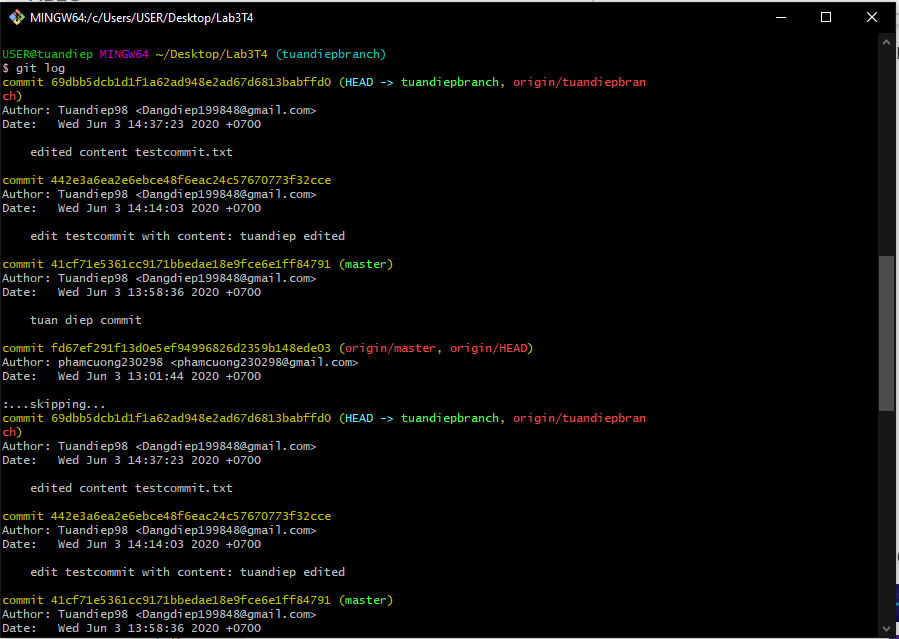 MINGW64:/c/Users/USER/Desktop/Lab3T4
USER@tuandiep MINGW64 ~/Desktop/Lab3T4 (tuandiepbranch)
$ git log
commit 69dbb5dcb1d1f1a62ad948e2ad67d6813babffd0 (HEAD -> tuandiepbranch, origin/tuandiepbran
ch)
Author: Tuandiep98 <Dangdiep199848@gmail.com>
Date:   Wed Jun 3 14:37:23 2020 +0700
    edited content testcommit.txt
commit 442e3a6ea2e6ebce48f6eac24c57670773f32cce
Author: Tuandiep98 <Dangdiep199848@gmail.com>
Date:   Wed Jun 3 14:14:03 2020 +0700
    edit testcommit with content: tuandiep edited
commit 41cf71e5361cc9171bbedae18e9fce6e1ff84791 (master)
Author: Tuandiep98 <Dangdiep199848@gmail.com>
Date:   Wed Jun 3 13:58:36 2020 +0700
    tuan diep commit
commit fd67ef291f13d0e5ef94996826d2359b148ede03 (origin/master, origin/HEAD)
Author: phamcuong230298 <phamcuong230298@gmail.com>
Date:   Wed Jun 3 13:01:44 2020 +0700
:...skipping...
commit 69dbb5dcb1d1f1a62ad948e2ad67d6813babffd0 (HEAD -> tuandiepbranch, origin/tuandiepbran
ch)
Author: Tuandiep98 <Dangdiep199848@gmail.com>
Date:   Wed Jun 3 14:37:23 2020 +0700
    edited content testcommit.txt
commit 442e3a6ea2e6ebce48f6eac24c57670773f32cce
Author: Tuandiep98 <Dangdiep199848@gmail.com>
Date:   Wed Jun 3 14:14:03 2020 +0700
    edit testcommit with content: tuandiep edited
commit 41cf71e5361cc9171bbedae18e9fce6e1ff84791 (master)
Author: Tuandiep98 <Dangdiep199848@gmail.com>
Date:   Wed Jun 3 13:58:36 2020 +0700